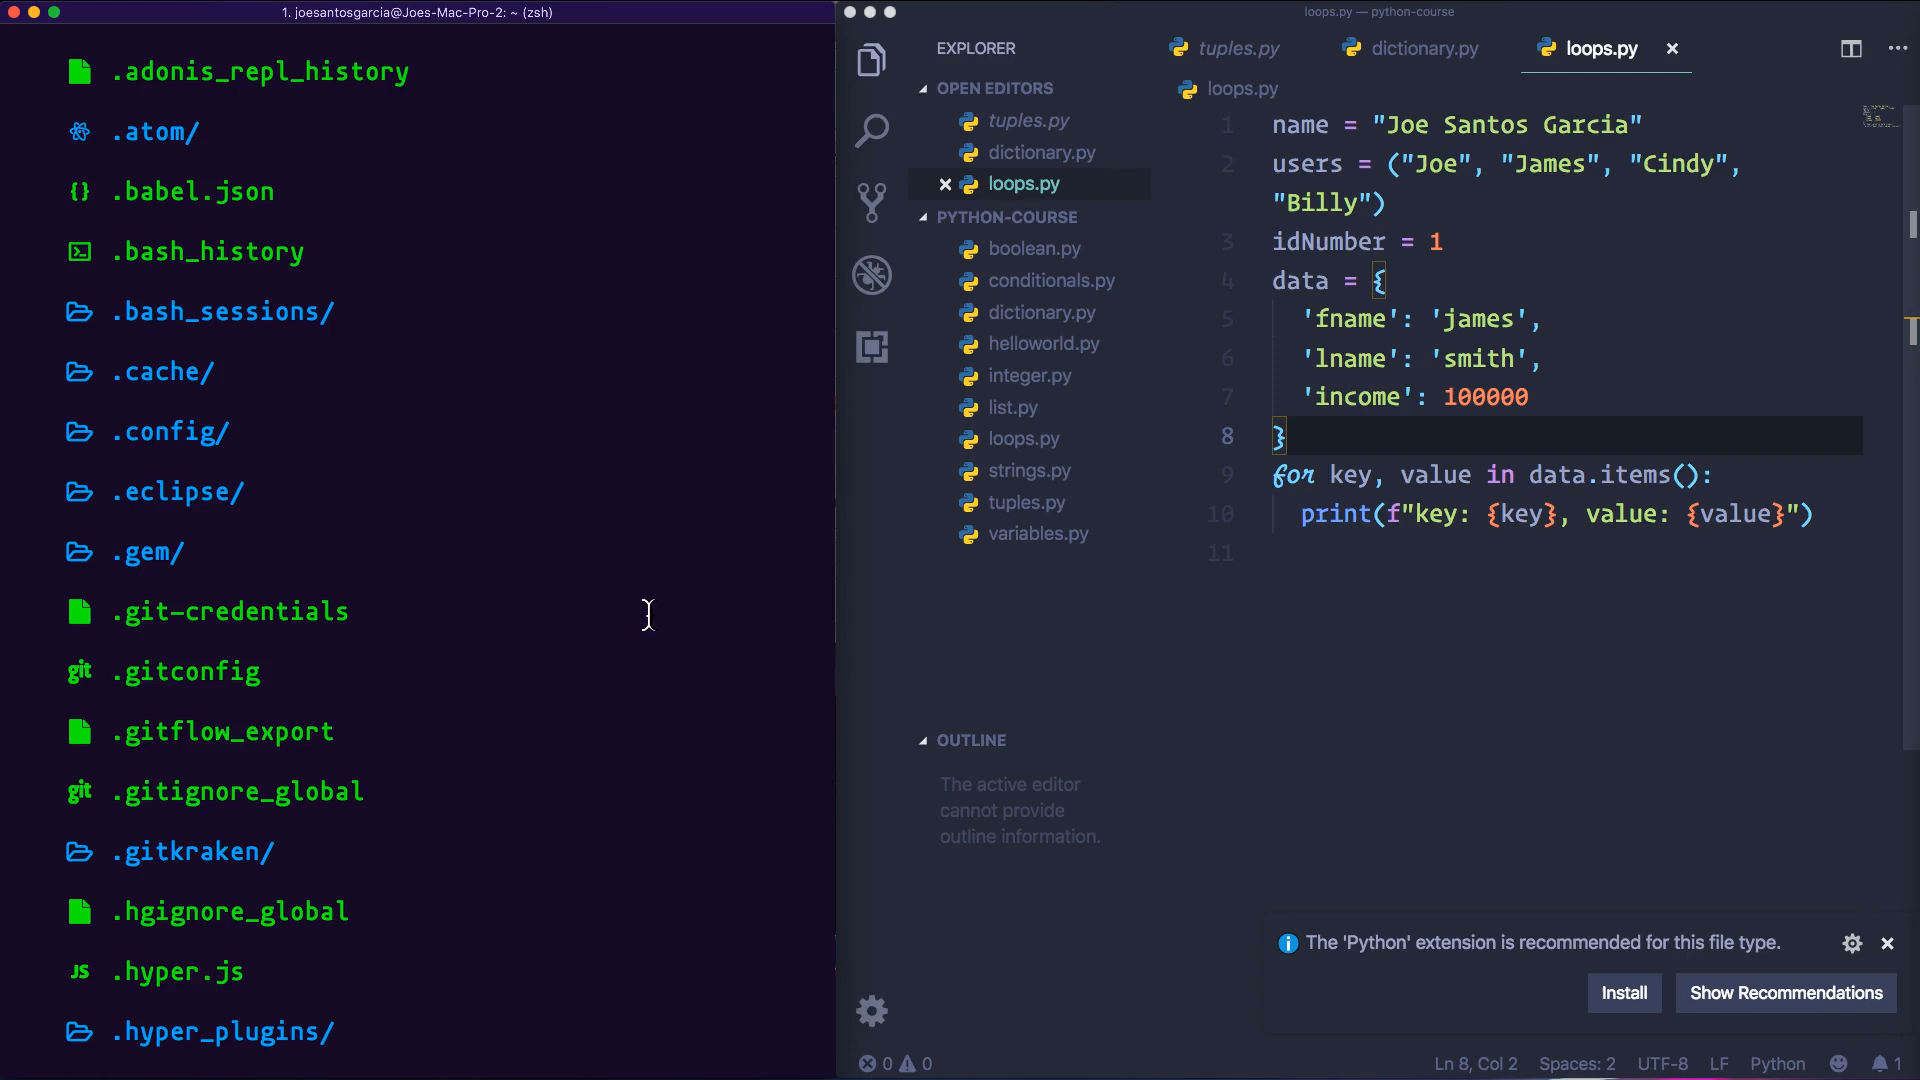 1. joesantosgarcia@Joes-Mac-Pro-2: ~ (zsh)
.adonis_repl_history
.atom/
{} .babel.json
.bash_history
.bash_sessions/
.cache/
.config/
.eclipse/
.gem/
.git-credentials
git .gitconfig
.gitflow_export
git .gitignore_global
.gitkraken/
.hgignore_global
JS .hyper.js
.hyper_plugins/
loops.py — python-course
EXPLORER
OPEN EDITORS
tuples.py
dictionary.py
loops.py
PYTHON-COURSE
boolean.py
conditionals.py
dictionary.py
helloworld.py
integer.py
list.py
loops.py
strings.py
tuples.py
variables.py
OUTLINE
The active editor
cannot provide
outline information.
tuples.py dictionary.py loops.py
loops.py
1 name = "Joe Santos Garcia"
2 users = ("Joe", "James", "Cindy",
"Billy")
3 idNumber = 1
4 data = {
5 'fname': 'james',
6 'lname': 'smith',
7 'income': 100000
8 }
9 for key, value in data.items():
10 print(f"key: {key}, value: {value}")
11
The 'Python' extension is recommended for this file type.
Install Show Recommendations
0 0 Ln 8, Col 2 Spaces: 2 UTF-8 LF Python 1